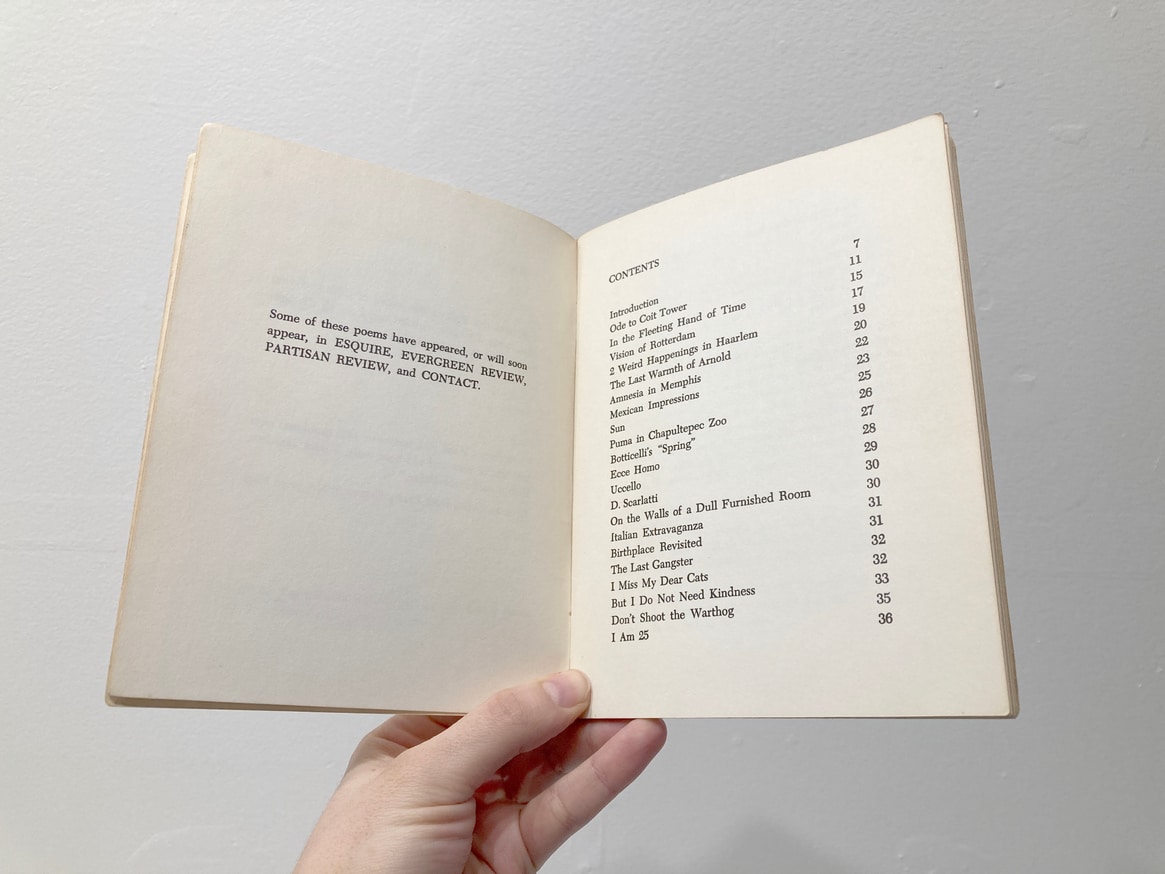 Some of these poems have appeared, or will soon
appear, in ESQUIRE, EVERGREEN REVIEW,
PARTISAN REVIEW, and CONTACT.
CONTENTS
Introduction 7
Ode to Coit Tower 11
In the Fleeting Hand of Time 15
Vision of Rotterdam 17
2 Weird Happenings in Haarlem 19
The Last Warmth of Arnold 20
Amnesia in Memphis 22
Mexican Impressions 23
Sun 25
Puma in Chapultepec Zoo 26
Botticelli's "Spring" 27
Ecce Homo 28
Uccello 29
D. Scarlatti 30
On the Walls of a Dull Furnished Room 30
Italian Extravaganza 31
Birthplace Revisited 31
The Last Gangster 32
I Miss My Dear Cats 32
But I Do Not Need Kindness 33
Don't Shoot the Warthog 35
I Am 25 36